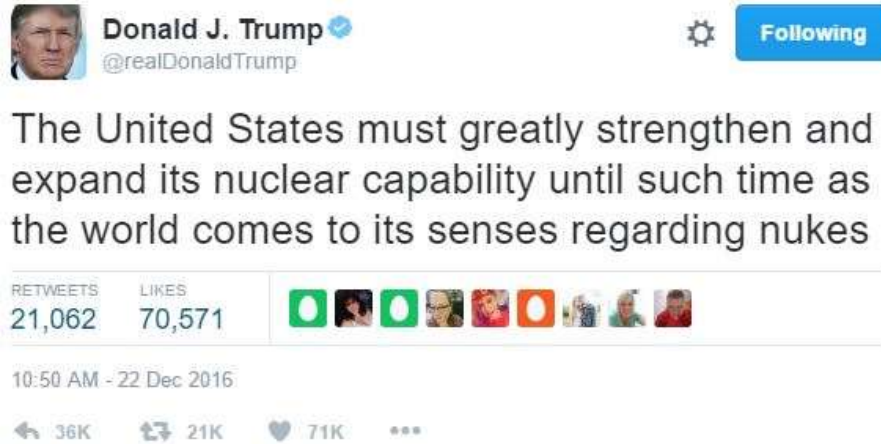 Donald J. Trump
Following
@realDonaldTrump
The United States must greatly strengthen and
expand its nuclear capability until such time as
the world comes to its senses regarding nukes
RETWEETS LIKES
21,062 70,571
10:50 AM - 22 Dec 2016
36K 21K 71K